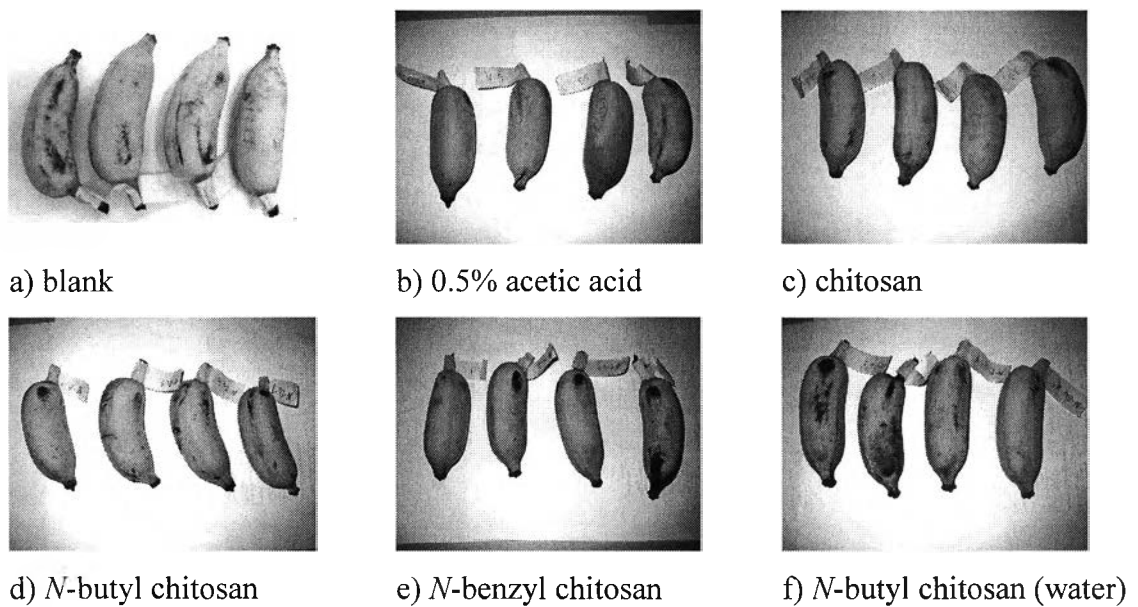 a) blank
b) 0.5% acetic acid
c) chitosan
d) N-butyl chitosan
e) N-benzyl chitosan
f) N-butyl chitosan (water)